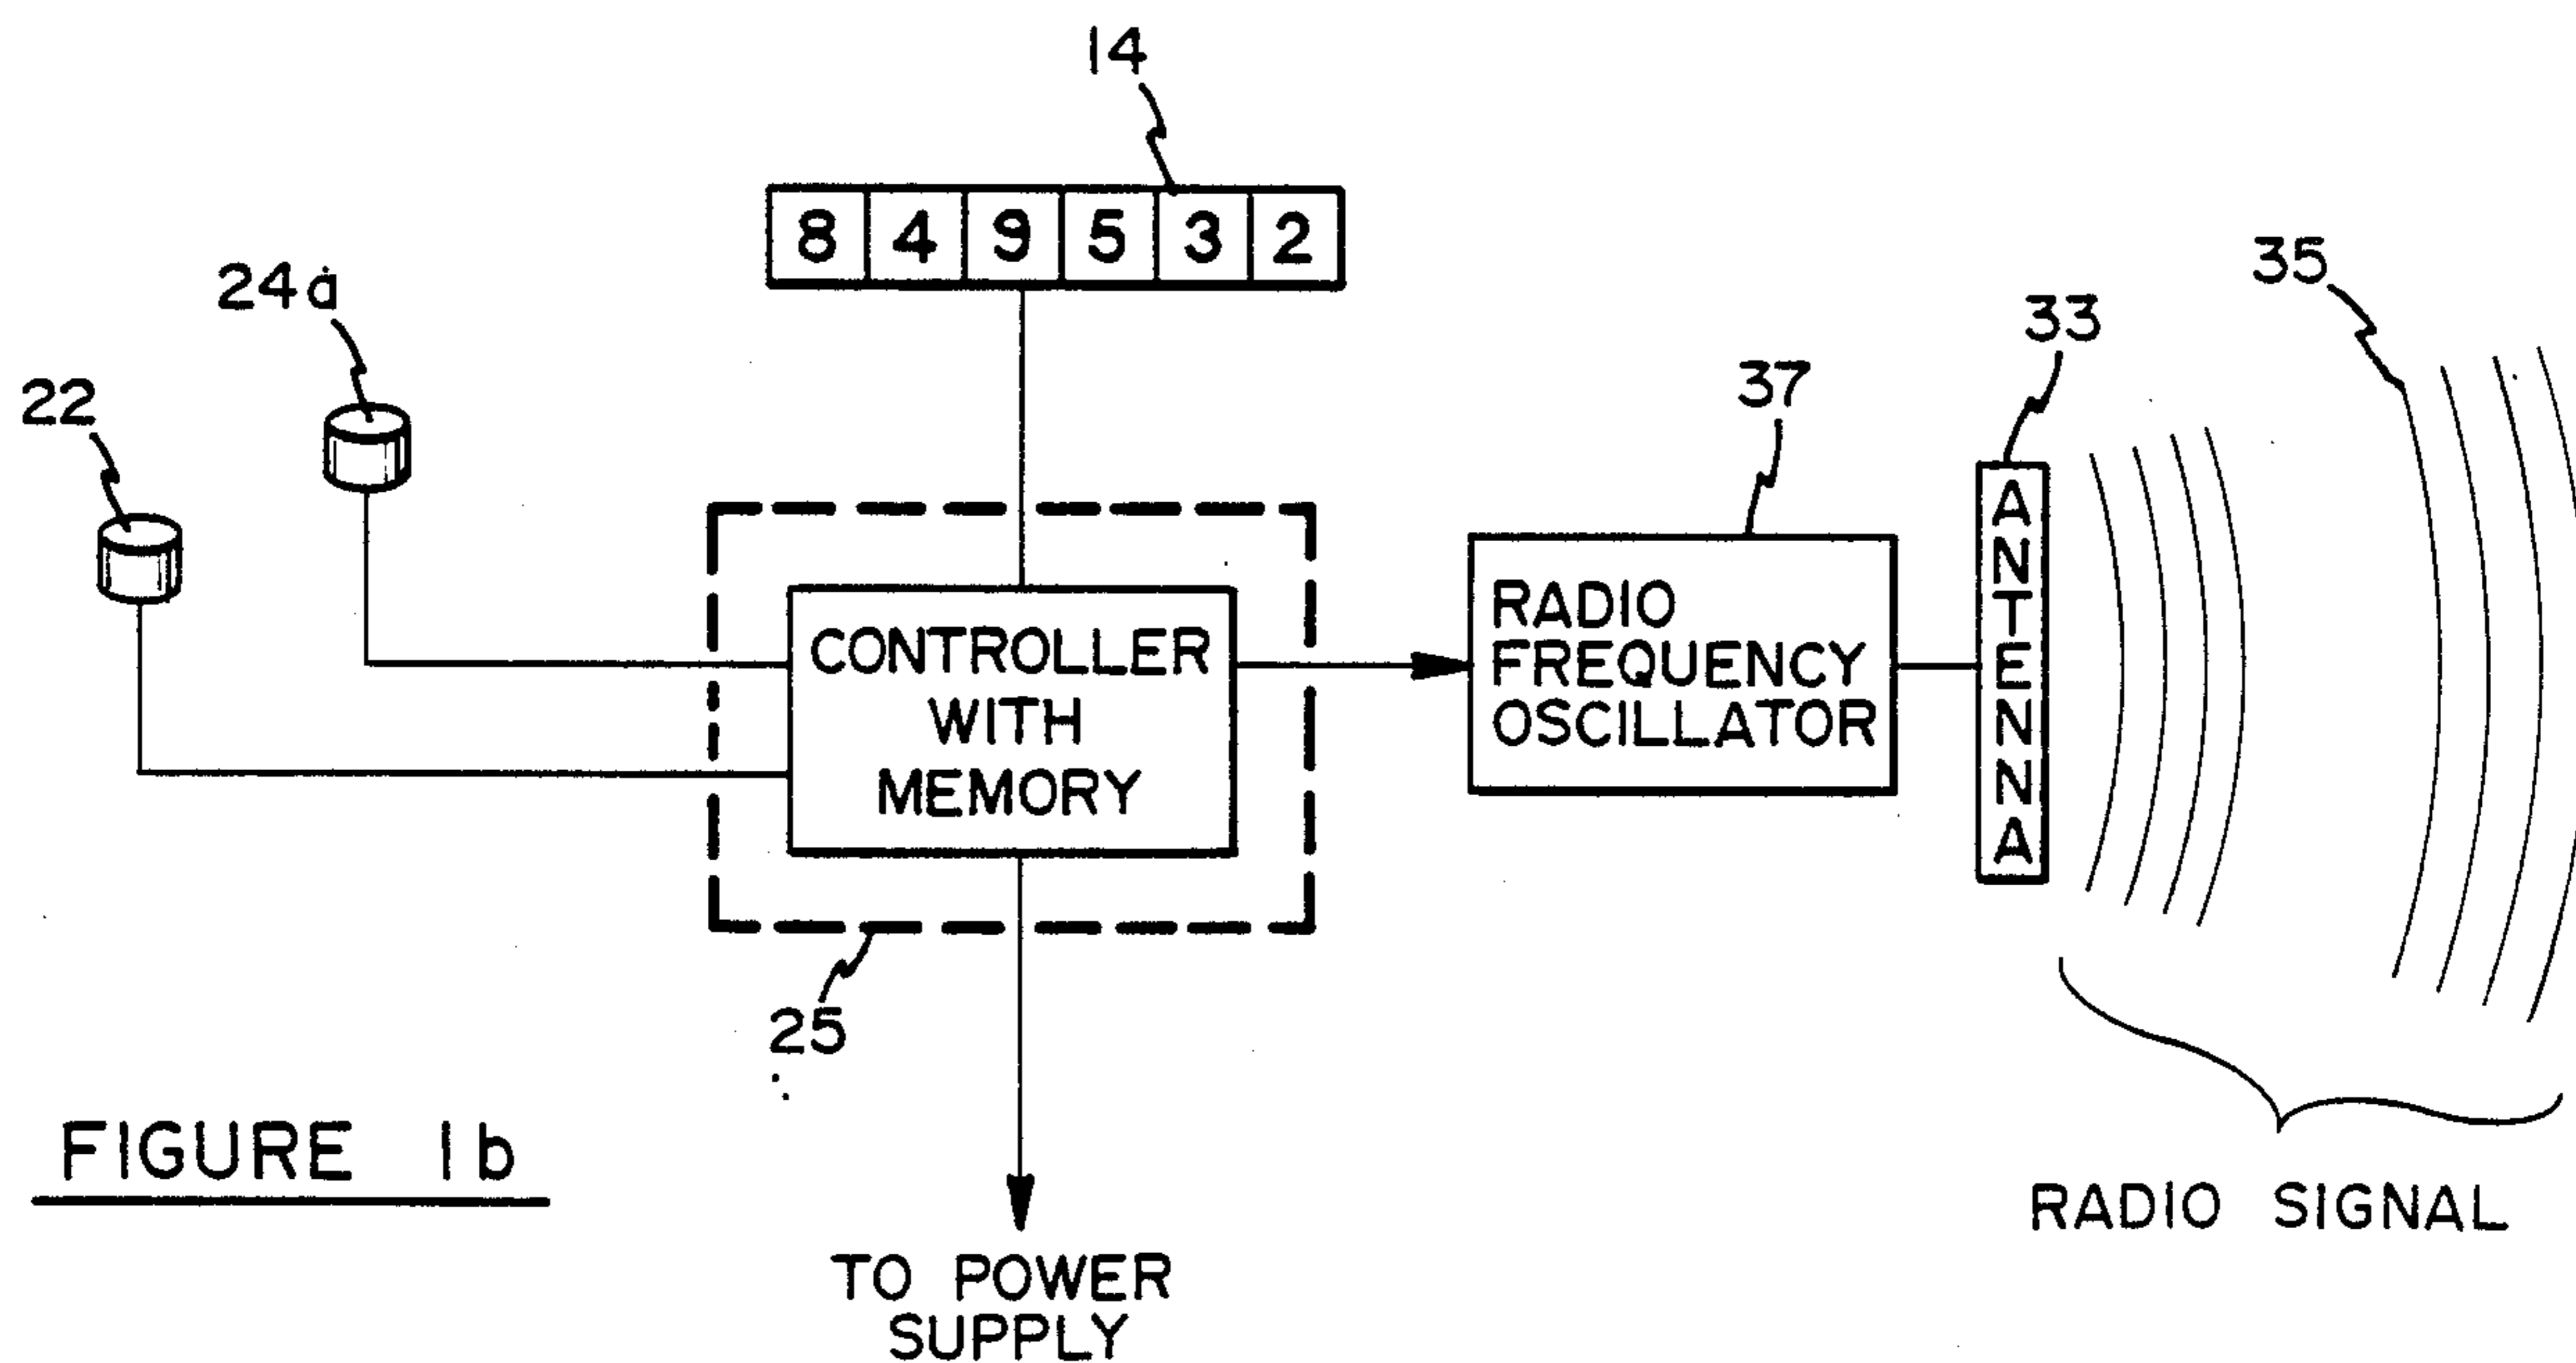 14
8 4 9 5 3 2
24a
35
33
22
37
ANTENNA
RADIO
FREQUENCY
OSCILLATOR
CONTROLLER
WITH
MEMORY
25
FIGURE 1b
RADIO SIGNAL
TO POWER
SUPPLY